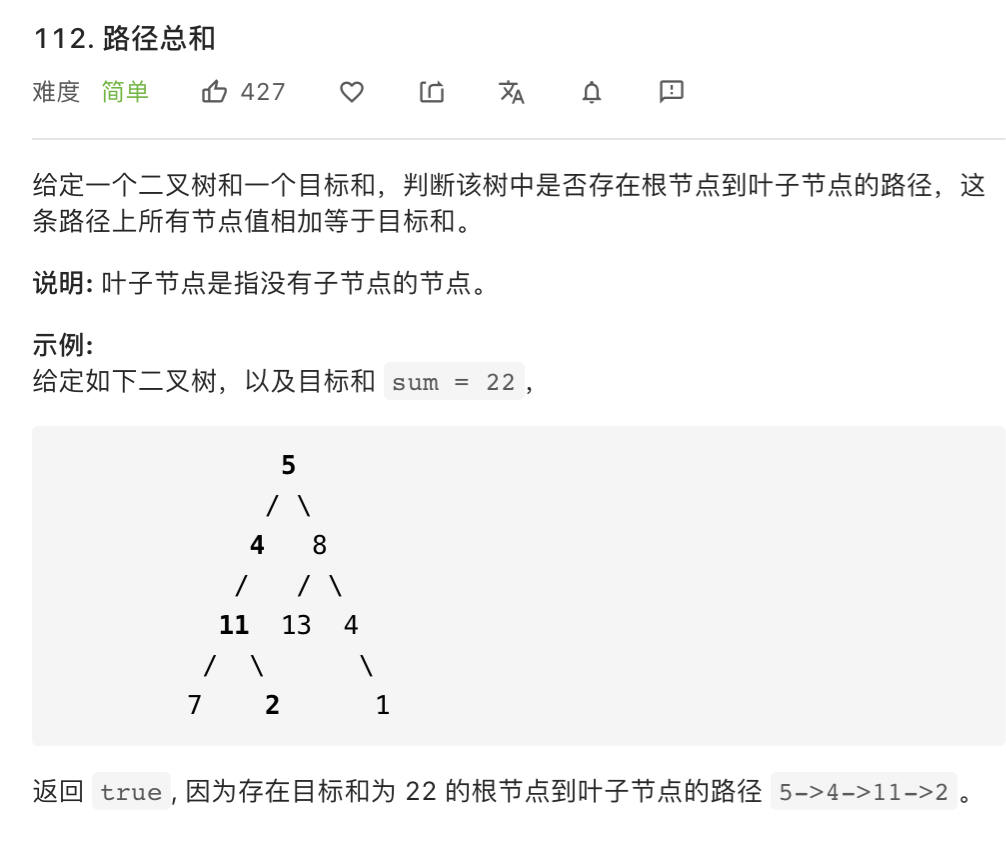 112. 路径总和
难度 简单 427
给定一个二叉树和一个目标和，判断该树中是否存在根节点到叶子节点的路径，这
条路径上所有节点值相加等于目标和。
说明: 叶子节点是指没有子节点的节点。
示例:
给定如下二叉树，以及目标和 sum = 22，
5
/ \
4 8
/ / \
11 13 4
/ \ \
7 2 1
返回 true, 因为存在目标和为 22 的根节点到叶子节点的路径 5->4->11->2。